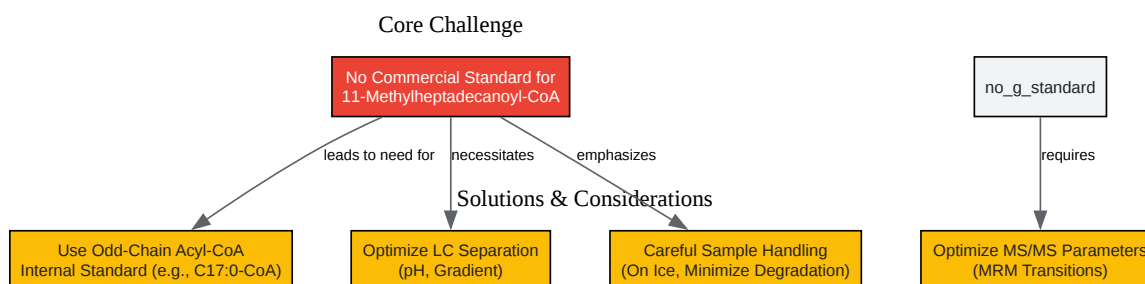 Core Challenge
No Commercial Standard for
11-Methylheptadecanoyl-CoA
no_g_standard
leads to need for
necessitates
emphasizes
requires
Solutions & Considerations
Use Odd-Chain Acyl-CoA
Internal Standard (e.g., C17:0-CoA)
Optimize LC Separation
(pH, Gradient)
Careful Sample Handling
(On Ice, Minimize Degradation)
Optimize MS/MS Parameters
(MRM Transitions)